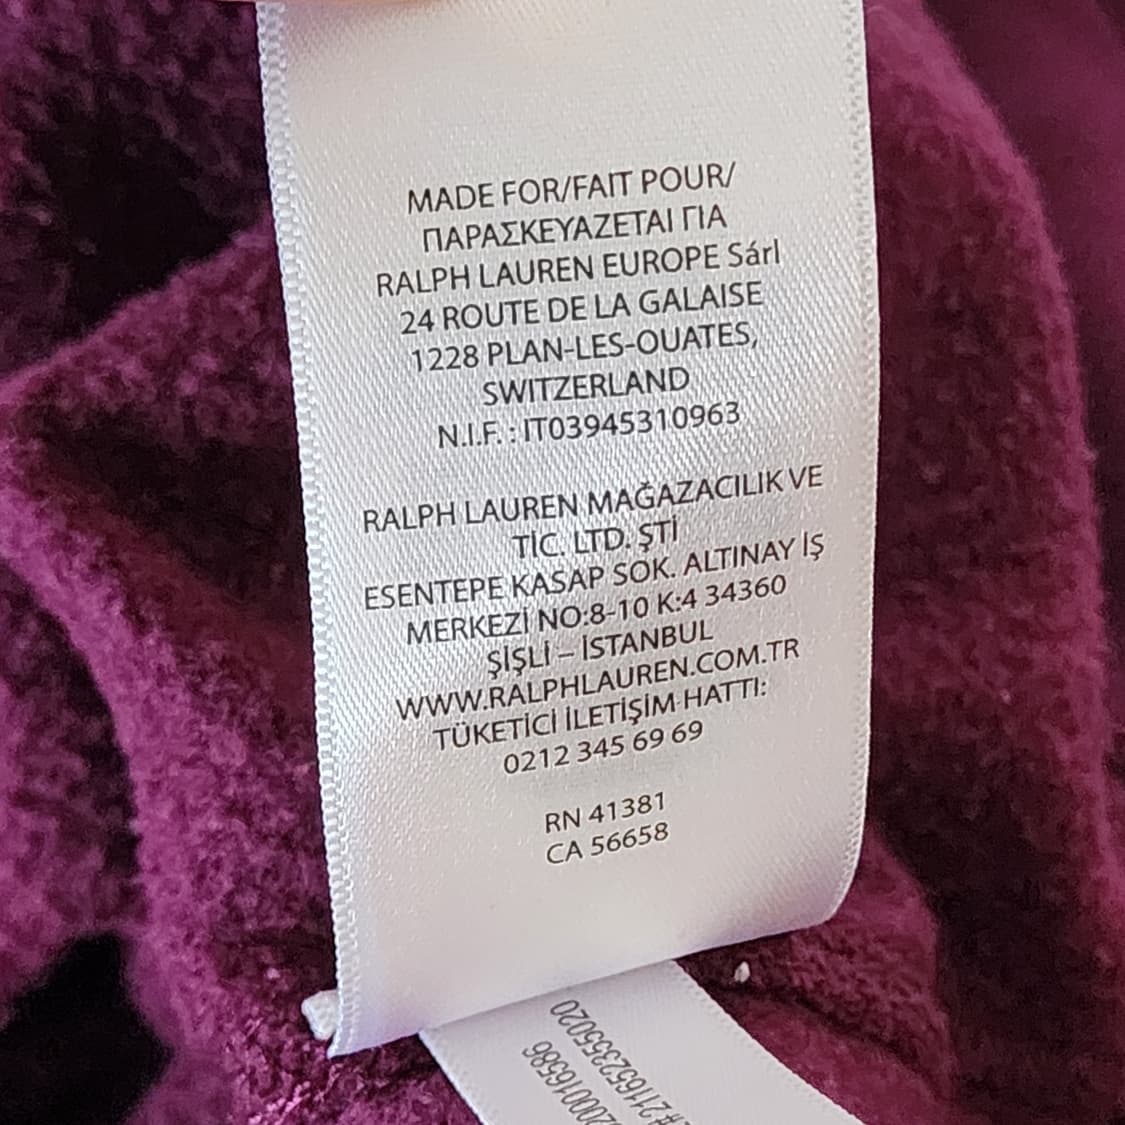 MADE FOR/FAIT POUR/
ΠΑΡΑΣΚΕΥΑΖΕΤΑΙ ΓΙΑ
RALPH LAUREN EUROPE Sárl
24 ROUTE DE LA GALAISE
1228 PLAN-LES-OUATES,
SWITZERLAND
N.I.F. : IT03945310963
RALPH LAUREN MAĞAZACILIK VE
TİC. LTD. ŞTİ
ESENTEPE KASAP SOK. ALTINAY İŞ
MERKEZİ NO:8-10 K:4 34360
ŞİŞLİ – İSTANBUL
WWW.RALPHLAUREN.COM.TR
TÜKETİCİ İLETİŞİM HATTI:
0212 345 69 69
RN 41381
CA 56658
#211652355020